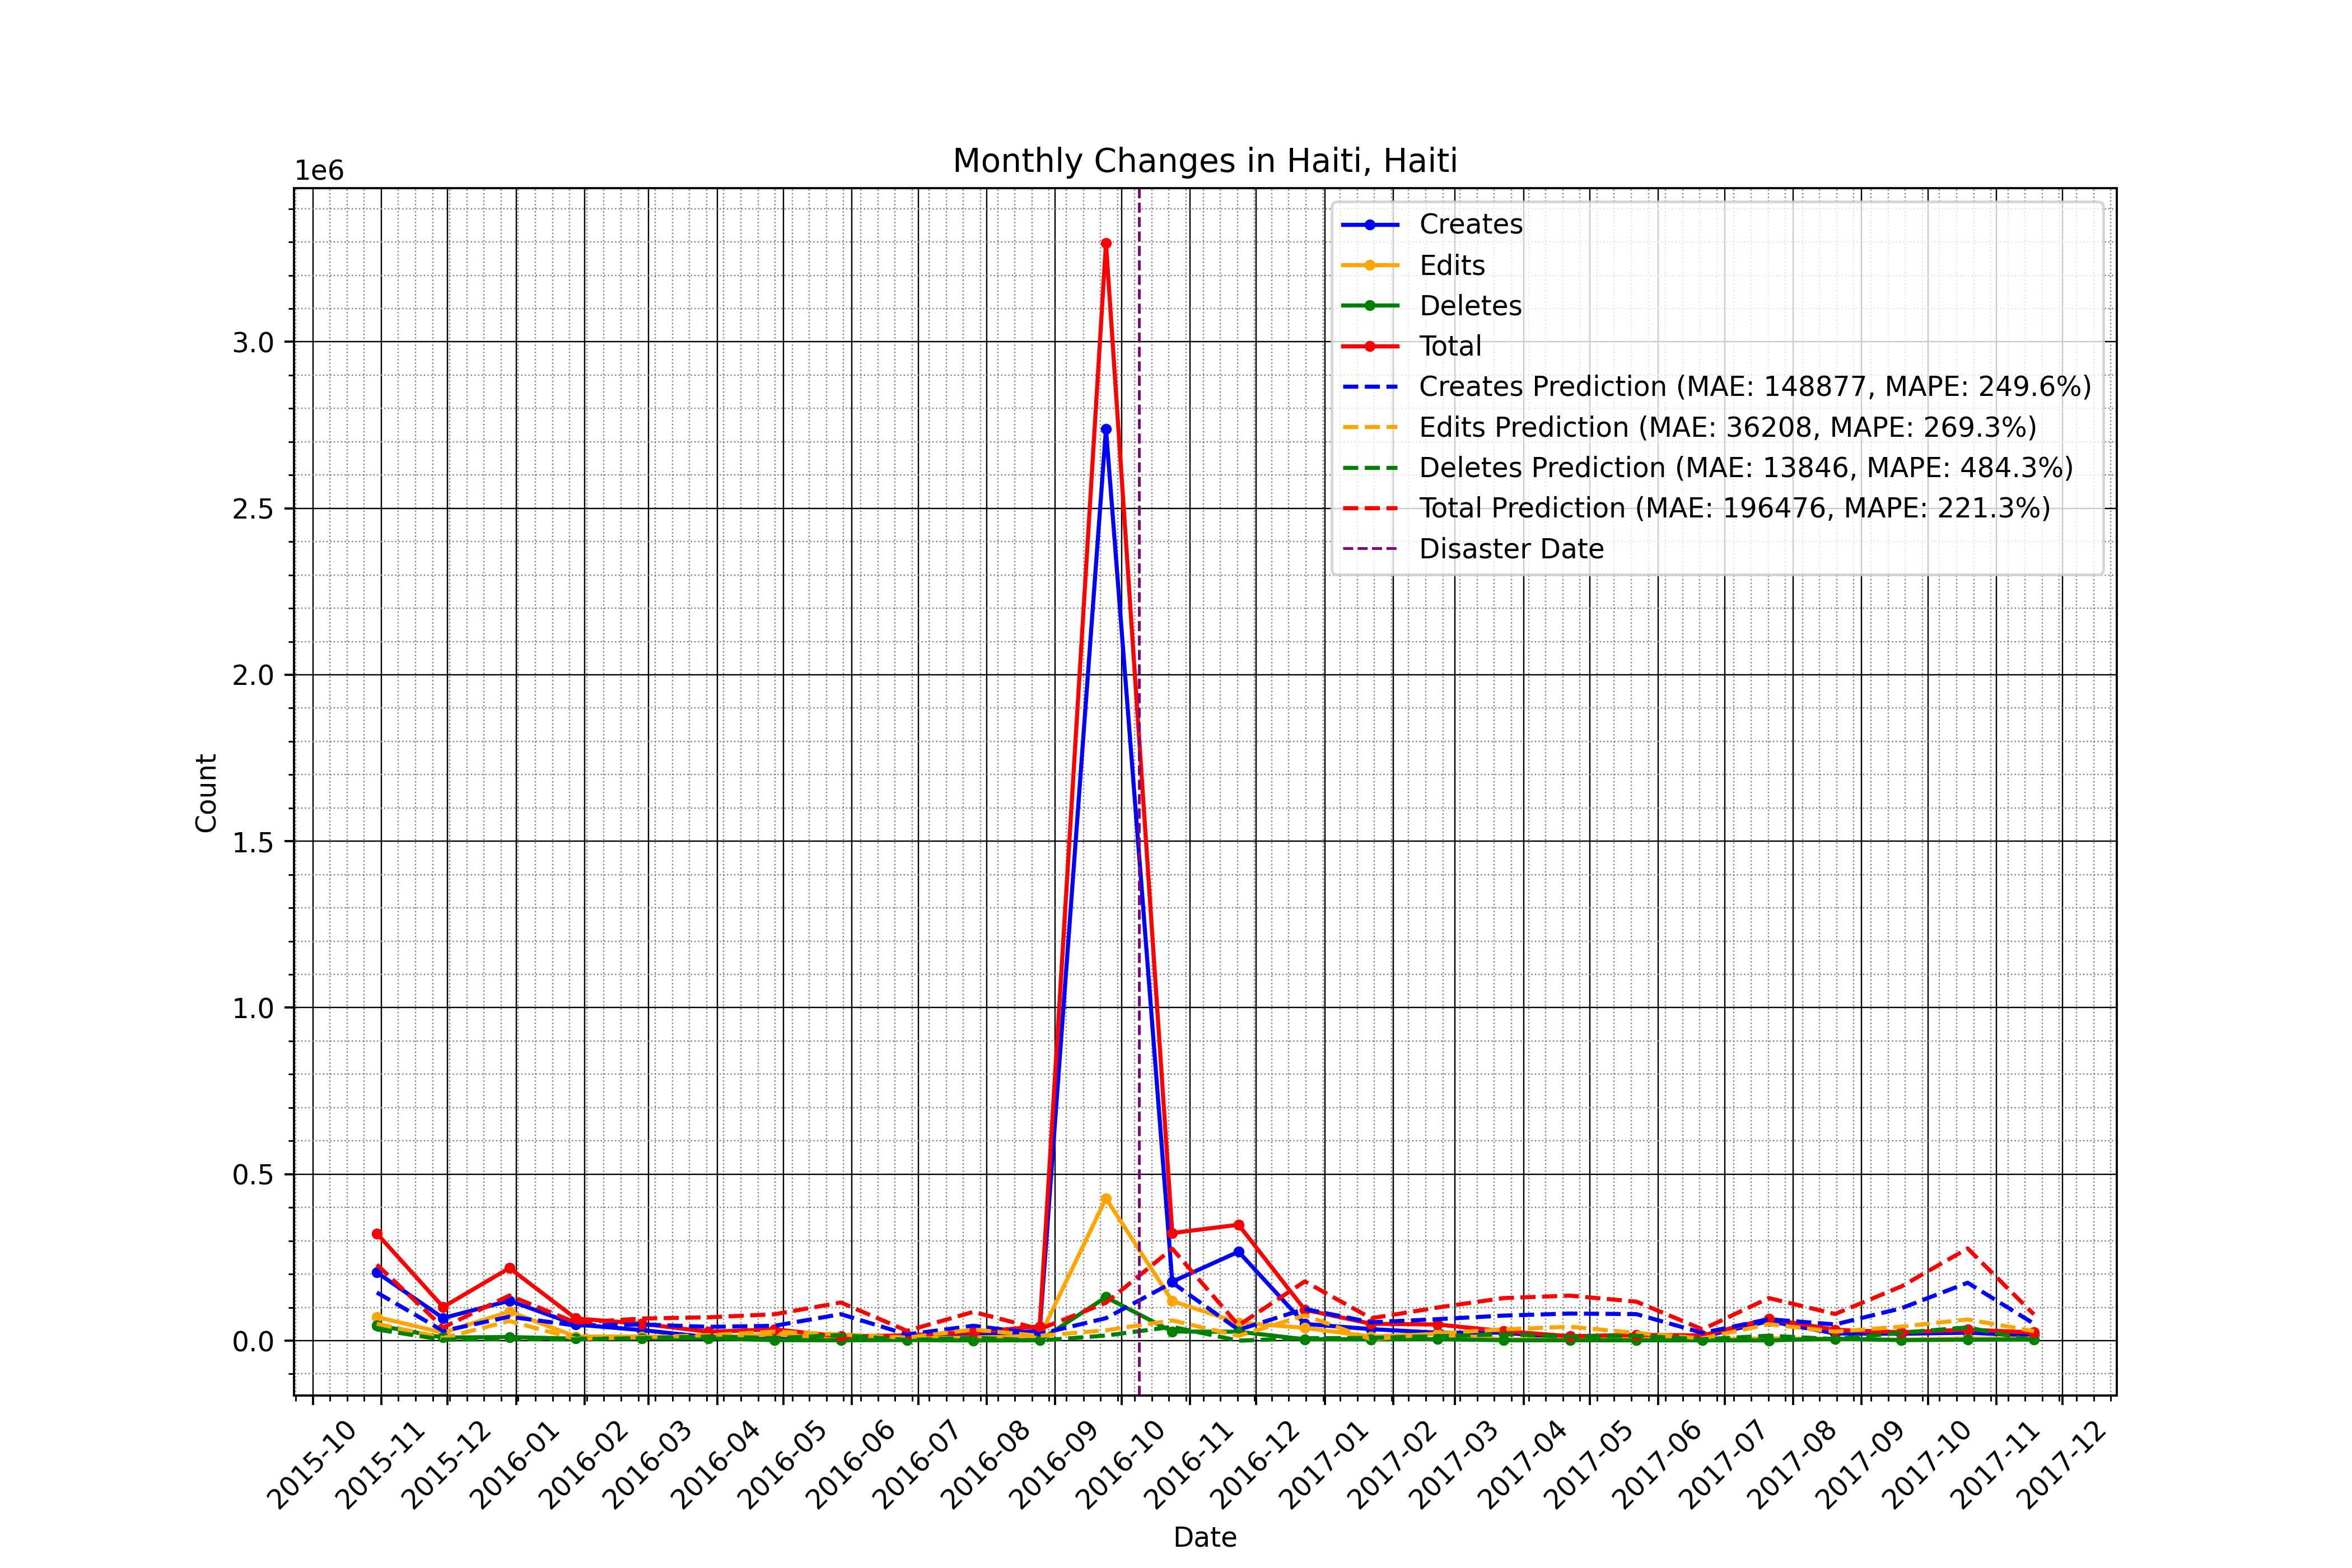 Monthly Changes in Haiti, Haiti
1e6
3.0
2.5
2.0
1.5
1.0
0.5
0.0
Count
Creates
Edits
Deletes
Total
Creates Prediction (MAE: 148877, MAPE: 249.6%)
Edits Prediction (MAE: 36208, MAPE: 269.3%)
Deletes Prediction (MAE: 13846, MAPE: 484.3%)
Total Prediction (MAE: 196476, MAPE: 221.3%)
Disaster Date
2015-10
2015-11
2015-12
2016-01
2016-02
2016-03
2016-04
2016-05
2016-06
2016-07
2016-08
2016-09
2016-10
2016-11
2016-12
2017-01
2017-02
2017-03
2017-04
2017-05
2017-06
2017-07
2017-08
2017-09
2017-10
2017-11
2017-12
Date